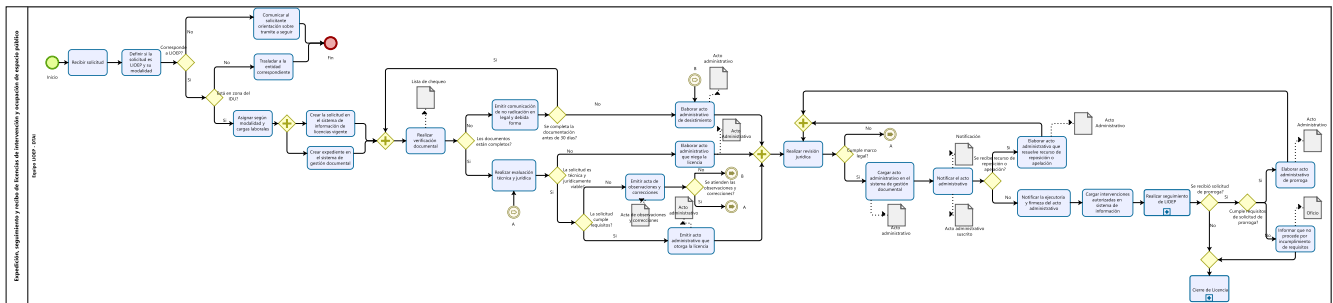 Expedición, seguimiento y recibo de licencias de intervención y ocupación de espacio público
Equipo LIOEP - DTAI
Inicio
Recibir solicitud
Definir si la
solicitud es
LIOEP y su
modalidad
Corresponde
a LIOEP?
No
Si
Comunicar al
solicitante
orientación sobre
tramite a seguir
Fin
Está en zona del
IDU?
No
Si
Trasladar a la
entidad
correspondiente
Asignar según
modalidad y
cargas laborales
Crear la solicitud en
el sistema de
información de
licencias vigente
Crear expediente en
el sistema de
gestión documental
Si
Lista de chequeo
Realizar
verificación
documental
Los documentos
están completos?
No
Si
Emitir comunicación
de no radicación en
legal y debida
forma
Se completa la
documentación
antes de 30 días?
No
Realizar evaluación
técnica y jurídica
A
La solicitud es
técnica y
jurídicamente
viable?
No
Si
La solicitud
cumple
requisitos?
No
Si
Emitir acta de
observaciones y
correcciones
Acta de observaciones
y correcciones
Se atienden las
observaciones y
correcciones?
No
Si
B
A
B
Acto
administrativo
Elaborar acto
administrativo
de desistimiento
Acto
Administrativo
Elaborar acto
administrativo
que niega la
licencia
Acto
administrativo
Emitir acto
administrativo que
otorga la licencia
Realizar revisión
jurídica
Cumple marco
legal?
No
A
Si
Cargar acto
administrativo en el
sistema de gestión
documental
Acto
administrativo
Notificación
Notificar el acto
administrativo
Acto administrativo
suscrito
Se recibe recurso de
reposición o
apelación?
Si
No
Elaborar acto
administrativo que
resuelve recurso de
reposición o
apelación
Acto
Administrativo
Notificar la ejecutoria
y firmeza del acto
administrativo
Cargar intervenciones
autorizadas en
sistema de
información
Realizar seguimiento
de LIOEP
Se recibió solicitud
de prorroga?
Si
No
Cumple requisitos
de solicitud de
prorroga?
Si
No
Elaborar acto
administrativo
de prorroga
Acto
Administrativo
Oficio
Informar que no
procede por
incumplimiento
de requisitos
Cierre de Licencia